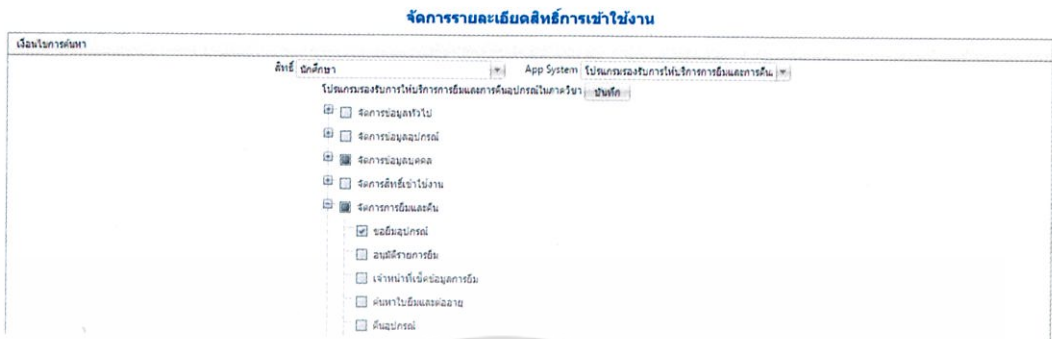 จัดการรายละเอียดสิทธิ์การเข้าใช้งาน
เงื่อนไขการค้นหา
สิทธิ์ นักศึกษา App System โปรแกรมรองรับการให้บริการการยืมและการคืน
โปรแกรมรองรับการให้บริการการยืมและการคืนอุปกรณ์ในภาควิชา บันทึก
จัดการข้อมูลทั่วไป
จัดการข้อมูลอุปกรณ์
จัดการข้อมูลบุคคล
จัดการสิทธิ์เข้าใช้งาน
จัดการการยืมและคืน
ขอยืมอุปกรณ์
อนุมัติรายการยืม
เจ้าหน้าที่เช็คข้อมูลการยืม
ค้นหาใบยืมและต่ออายุ
คืนอุปกรณ์